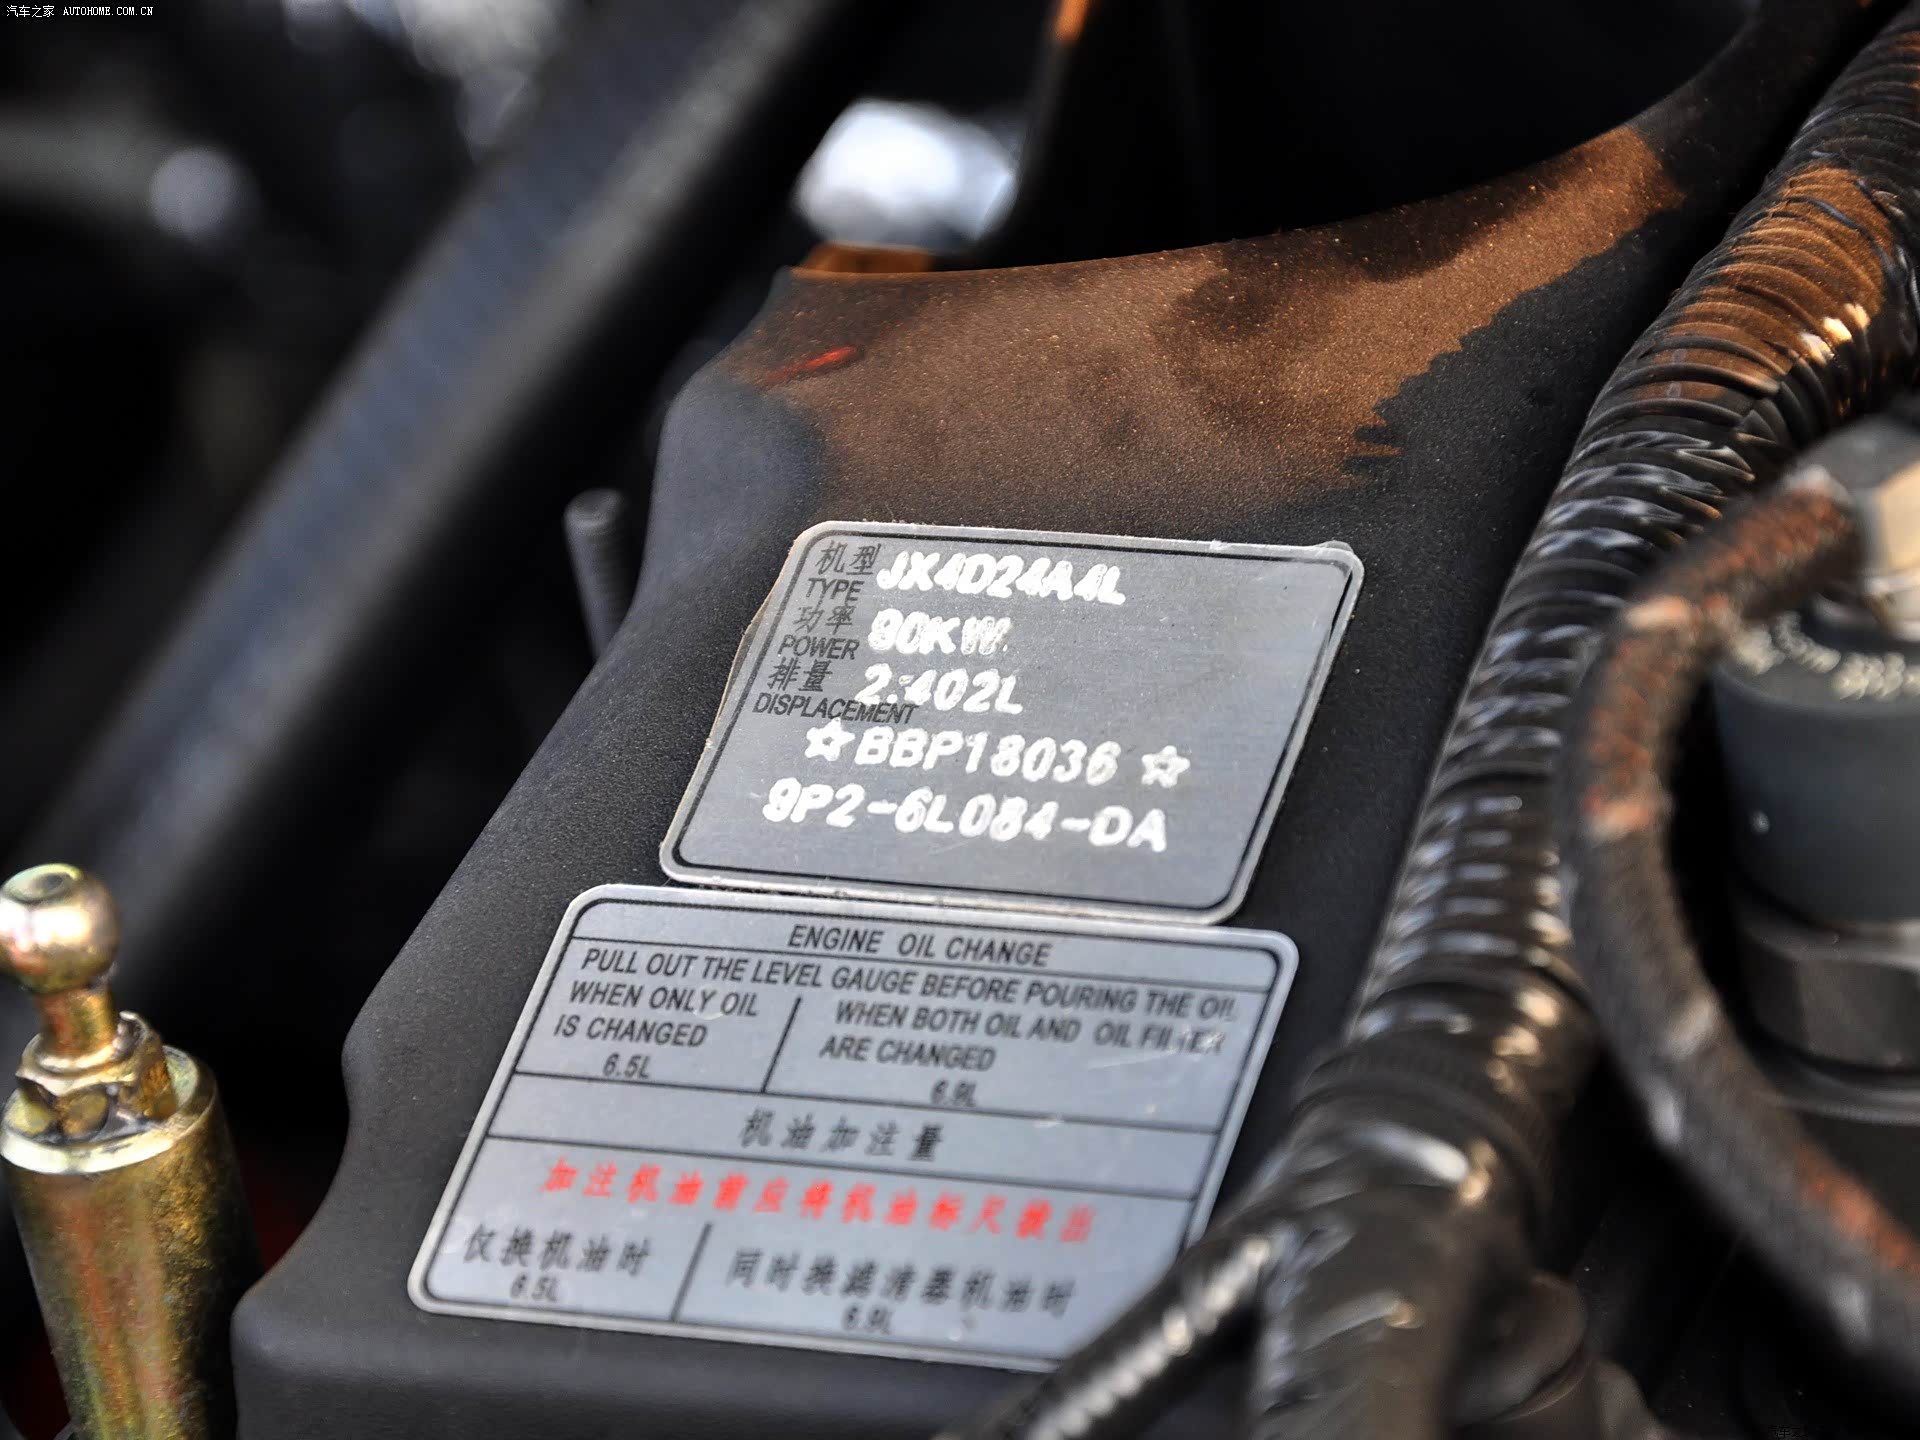 汽车之家 AUTOHOME.COM.CN
机型 JX4D24A4L
TYPE
功率 90KW
POWER
排量 2.402L
DISPLACEMENT
☆BBP18036☆
9P2-6L084-DA
ENGINE OIL CHANGE
PULL OUT THE LEVEL GAUGE BEFORE POURING THE OIL
WHEN ONLY OIL
IS CHANGED
6.5L
WHEN BOTH OIL AND OIL FILTER
ARE CHANGED
6.9L
机油加注量
加注机油前应将机油标尺拔出
仅换机油时
6.5L
同时换滤清器机油时
6.9L